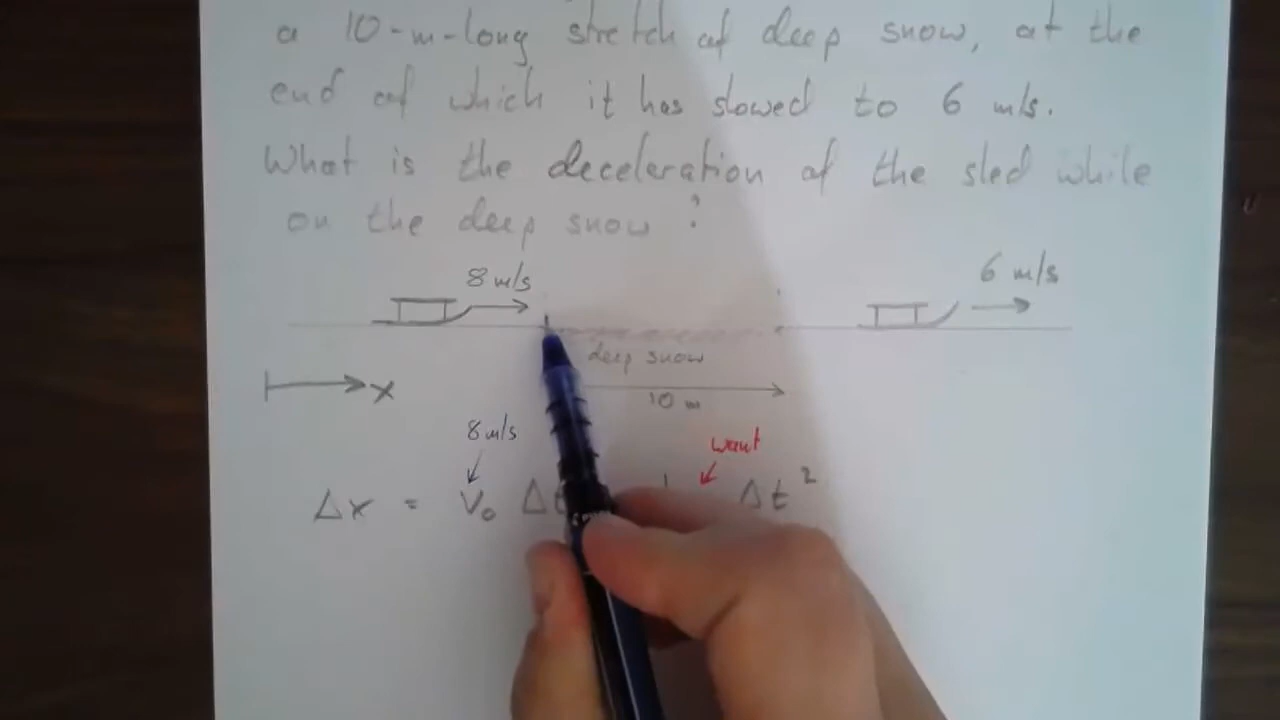 a 10-m-long stretch of deep snow, at the
end of which it has slowed to 6 m/s.
What is the deceleration of the sled while
on the deep snow?
8 m/s
6 m/s
deep snow
10 m
x
8 m/s
want
Δx = v₀ Δt Δt²